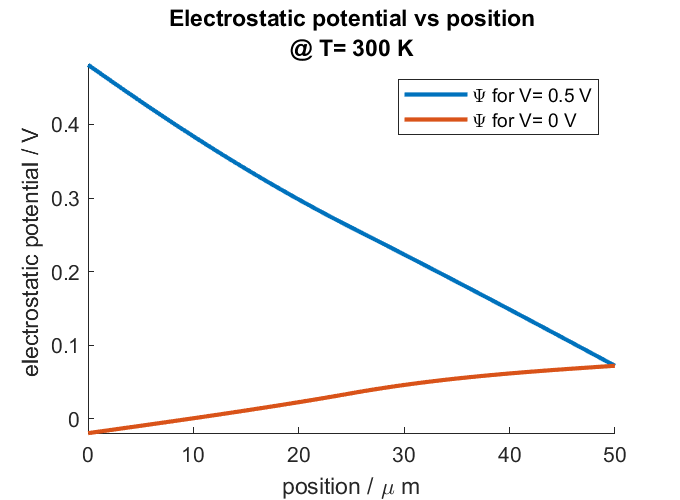 Electrostatic potential vs position
@ T= 300 K
Ψ for V= 0.5 V
Ψ for V= 0 V
electrostatic potential / V
0.4
0.3
0.2
0.1
0
0 10 20 30 40 50
position / μ m